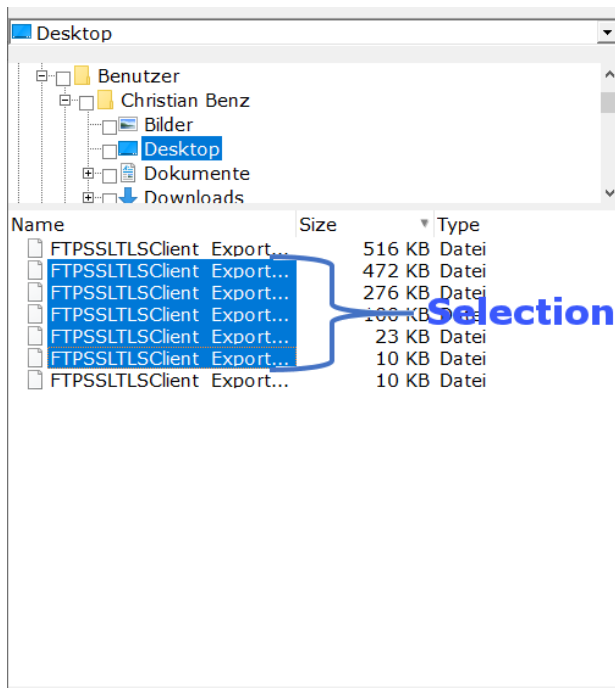 Desktop
Benutzer
Christian Benz
Bilder
Desktop
Dokumente
Downloads
Name Size Type
FTPSSLTLSClient Export... 516 KB Datei
FTPSSLTLSClient Export... 472 KB Datei
FTPSSLTLSClient Export... 276 KB Datei
FTPSSLTLSClient Export... KB Selection
FTPSSLTLSClient Export... 23 KB Datei
FTPSSLTLSClient Export... 10 KB Datei
FTPSSLTLSClient Export... 10 KB Datei